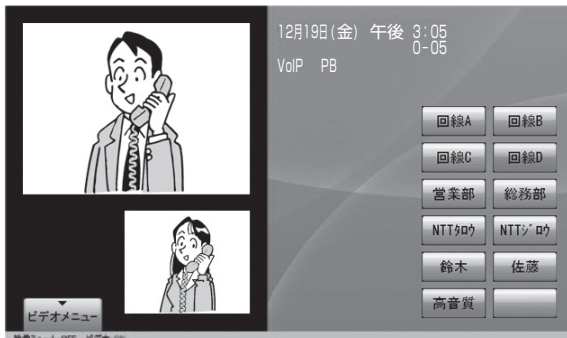 12月19日(金) 午後 3:05
0-05
VoIP PB
回線A 回線B
回線C 回線D
営業部 総務部
NTTタロウ NTTジロウ
鈴木 佐藤
高音質
ビデオメニュー